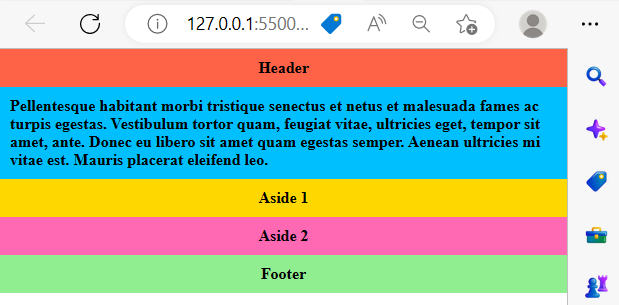 127.0.0.1:5500...
Header
Pellentesque habitant morbi tristique senectus et netus et malesuada fames ac
turpis egestas. Vestibulum tortor quam, feugiat vitae, ultricies eget, tempor sit
amet, ante. Donec eu libero sit amet quam egestas semper. Aenean ultricies mi
vitae est. Mauris placerat eleifend leo.
Aside 1
Aside 2
Footer